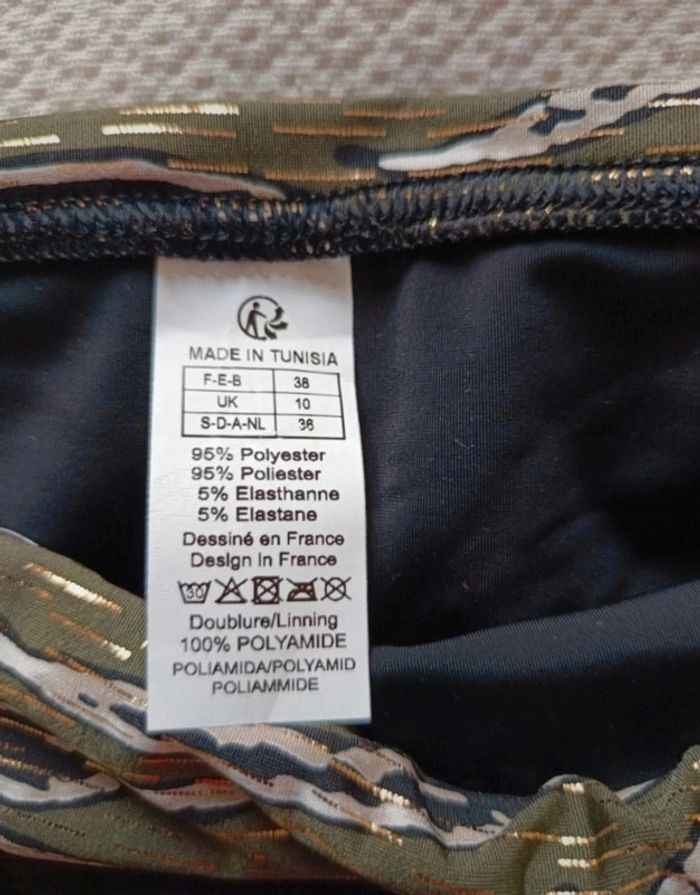 MADE IN TUNISIA
F-E-B 38
UK 10
S-D-A-NL 36
95% Polyester
95% Poliester
5% Elasthanne
5% Elastane
Dessiné en France
Design In France
30
Doublure/Linning
100% POLYAMIDE
POLIAMIDA/POLYAMID
POLIAMMIDE